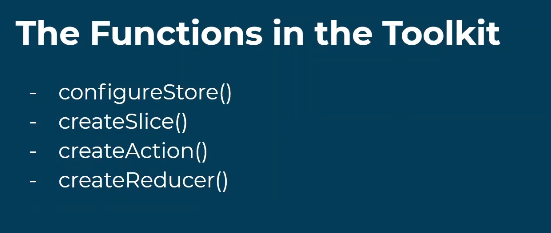 The Functions in the Toolkit
- configureStore()
- createSlice()
- createAction()
- createReducer()